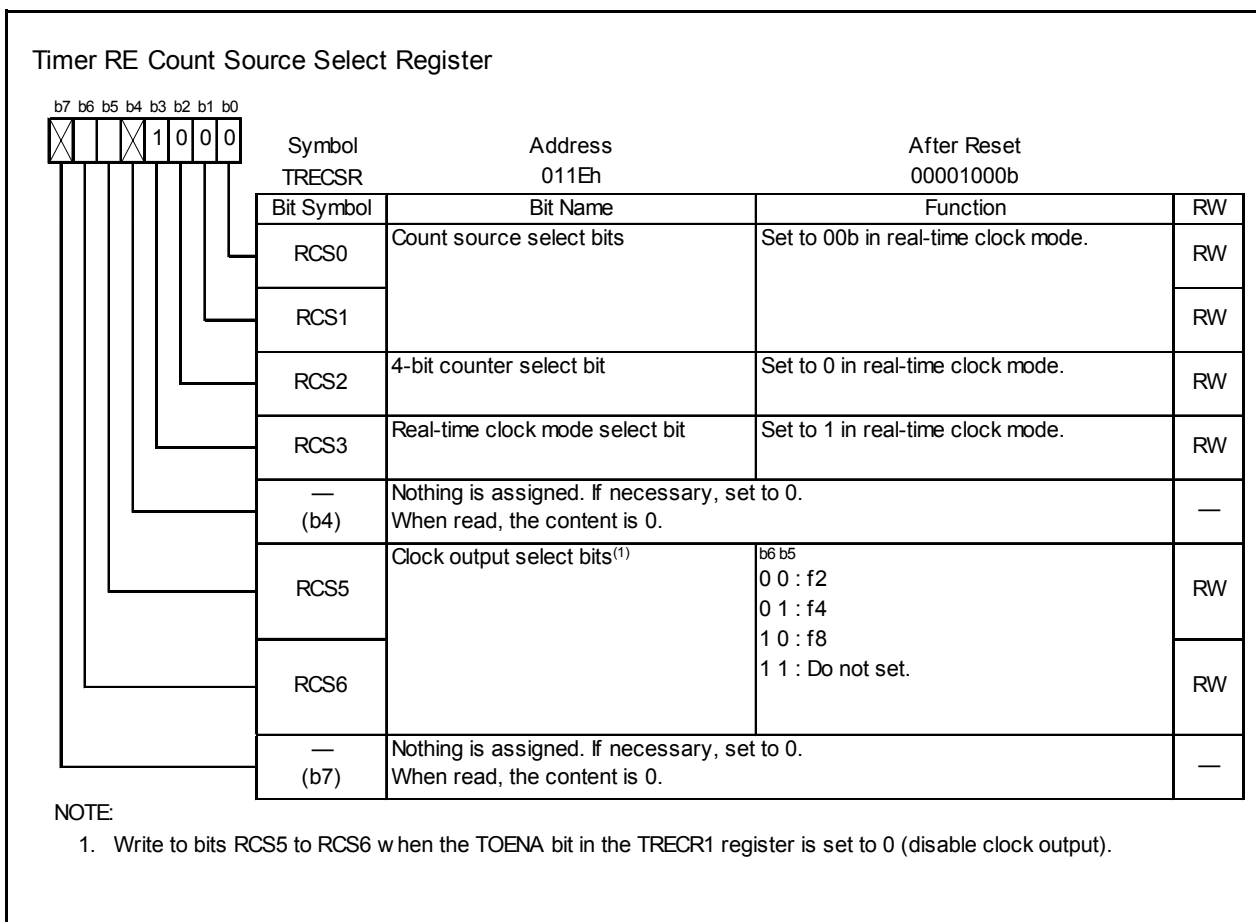 Timer RE Count Source Select Register
b7 b6 b5 b4 b3 b2 b1 b0
1 0 0 0
Symbol Address After Reset
TRECSR 011Eh 00001000b
Bit Symbol Bit Name Function RW
RCS0 Count source select bits Set to 00b in real-time clock mode. RW
RCS1 RW
RCS2 4-bit counter select bit Set to 0 in real-time clock mode. RW
RCS3 Real-time clock mode select bit Set to 1 in real-time clock mode. RW
— Nothing is assigned. If necessary, set to 0. —
(b4) When read, the content is 0.
RCS5 Clock output select bits(1) b6 b5 RW
0 0 : f2
0 1 : f4
1 0 : f8
RCS6 1 1 : Do not set. RW
— Nothing is assigned. If necessary, set to 0. —
(b7) When read, the content is 0.
NOTE:
1. Write to bits RCS5 to RCS6 when the TOENA bit in the TRECR1 register is set to 0 (disable clock output).